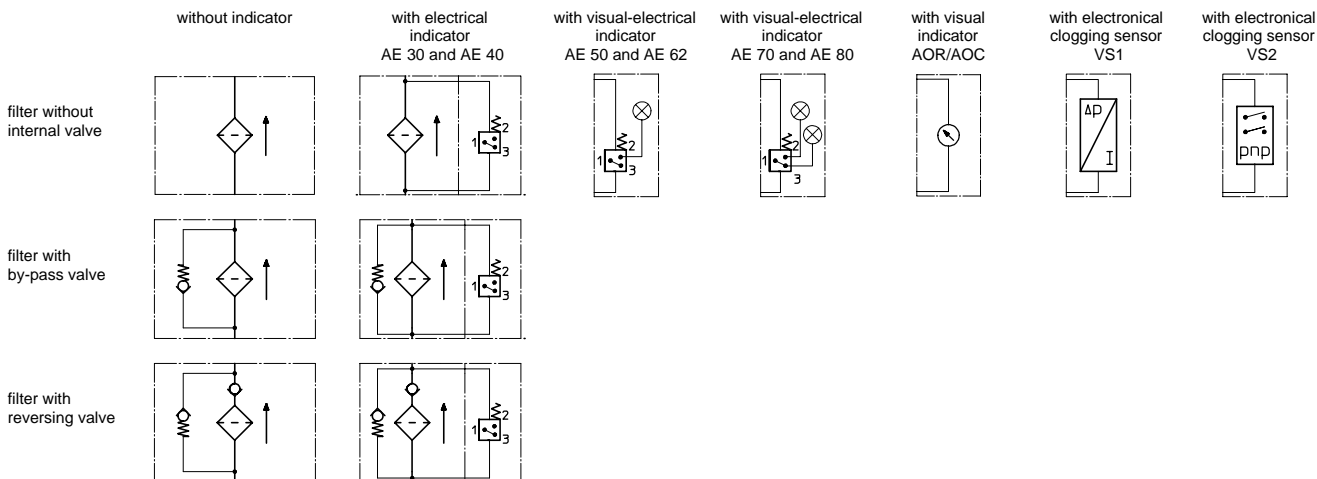 without indicator
with electrical
indicator
AE 30 and AE 40
with visual-electrical
indicator
AE 50 and AE 62
with visual-electrical
indicator
AE 70 and AE 80
with visual
indicator
AOR/AOC
with electronical
clogging sensor
VS1
with electronical
clogging sensor
VS2
filter without
internal valve
1 2 3
1 2 3
1 2 3
Δp
I
pnp
filter with
by-pass valve
1 2 3
filter with
reversing valve
1 2 3